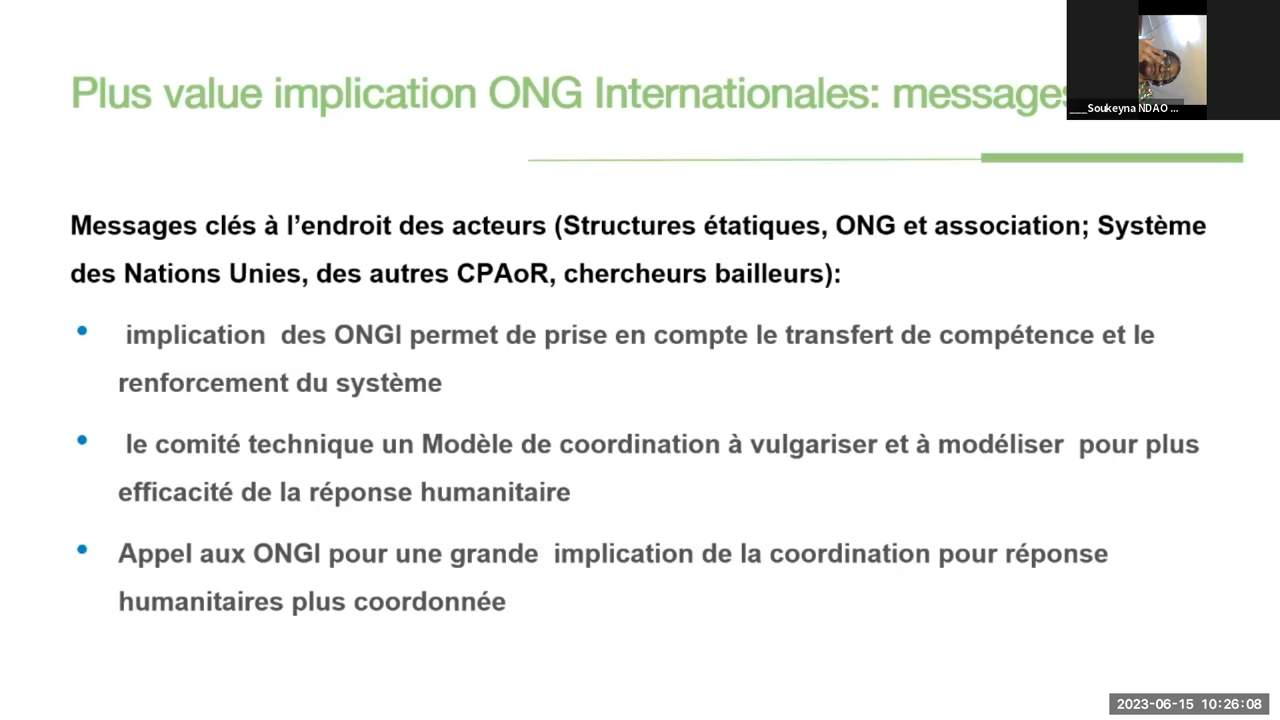 Plus value implication ONG Internationales: messages
___Soukeyna NDAO ...
Messages clés à l’endroit des acteurs (Structures étatiques, ONG et association; Système
des Nations Unies, des autres CPAoR, chercheurs bailleurs):
• implication des ONGI permet de prise en compte le transfert de compétence et le
renforcement du système
• le comité technique un Modèle de coordination à vulgariser et à modéliser pour plus
efficacité de la réponse humanitaire
• Appel aux ONGI pour une grande implication de la coordination pour réponse
humanitaires plus coordonnée
2023-06-15 10:26:08